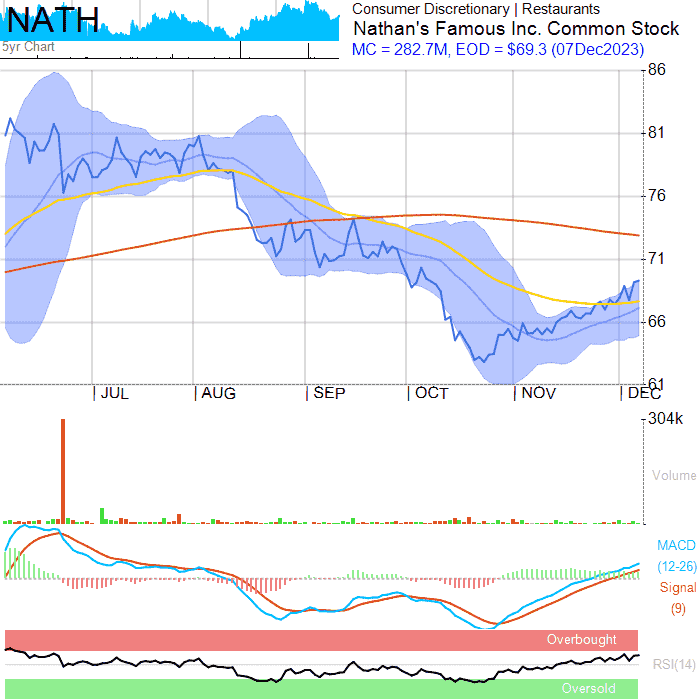 NATH
5yr Chart
Consumer Discretionary | Restaurants
Nathan's Famous Inc. Common Stock
MC = 282.7M, EOD = $69.3 (07Dec2023)
86
81
76
71
66
61
JUL AUG SEP OCT NOV DEC
304k
Volume
MACD
(12-26)
Signal
(9)
Overbought
RSI(14)
Oversold